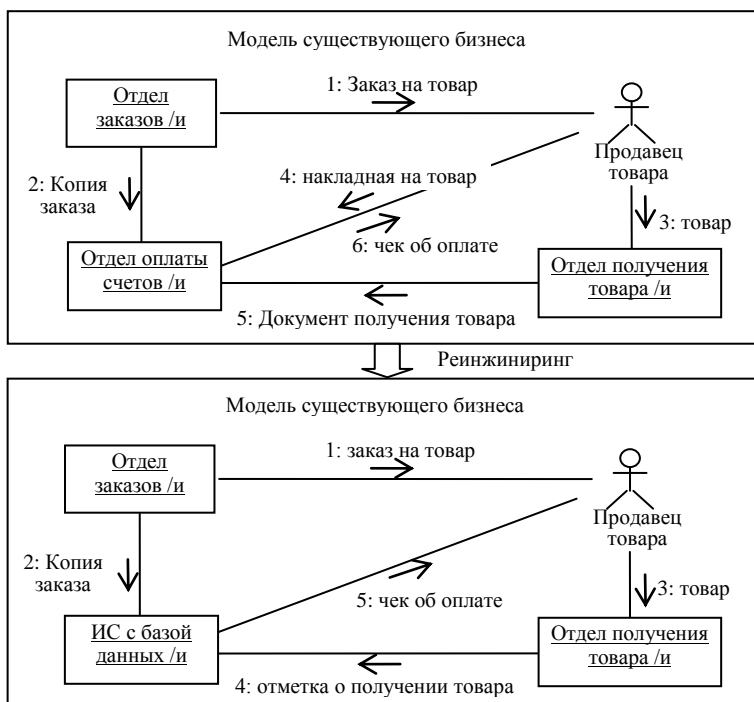 Модель существующего бизнеса
1: Заказ на товар
Отдел
заказов /и
Продавец
товара
2: Копия
заказа
4: накладная на товар
3: товар
6: чек об оплате
Отдел оплаты
счетов /и
Отдел получения
товара /и
5: Документ получения товара
Реинжиниринг
Модель существующего бизнеса
1: заказ на товар
Отдел
заказов /и
Продавец
товара
2: Копия
заказа
5: чек об оплате
3: товар
ИС с базой
данных /и
Отдел получения
товара /и
4: отметка о получении товара